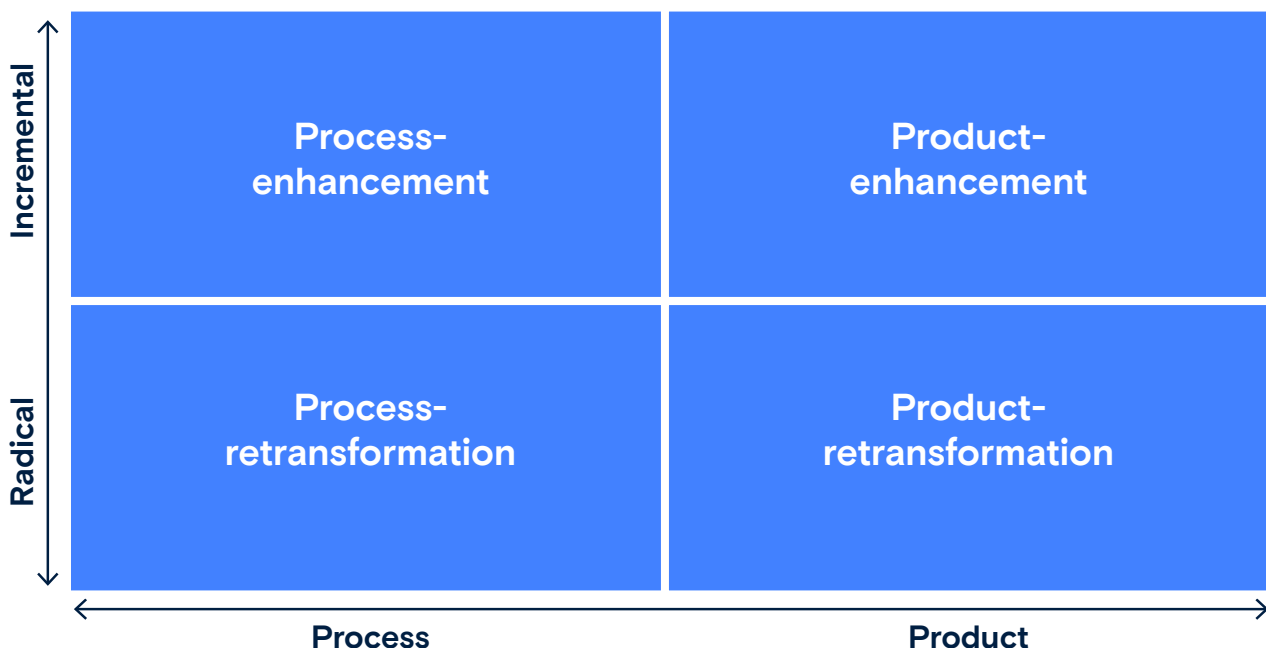 Incremental
Process-
enhancement
Product-
enhancement
Radical
Process-
retransformation
Product-
retransformation
Process
Product